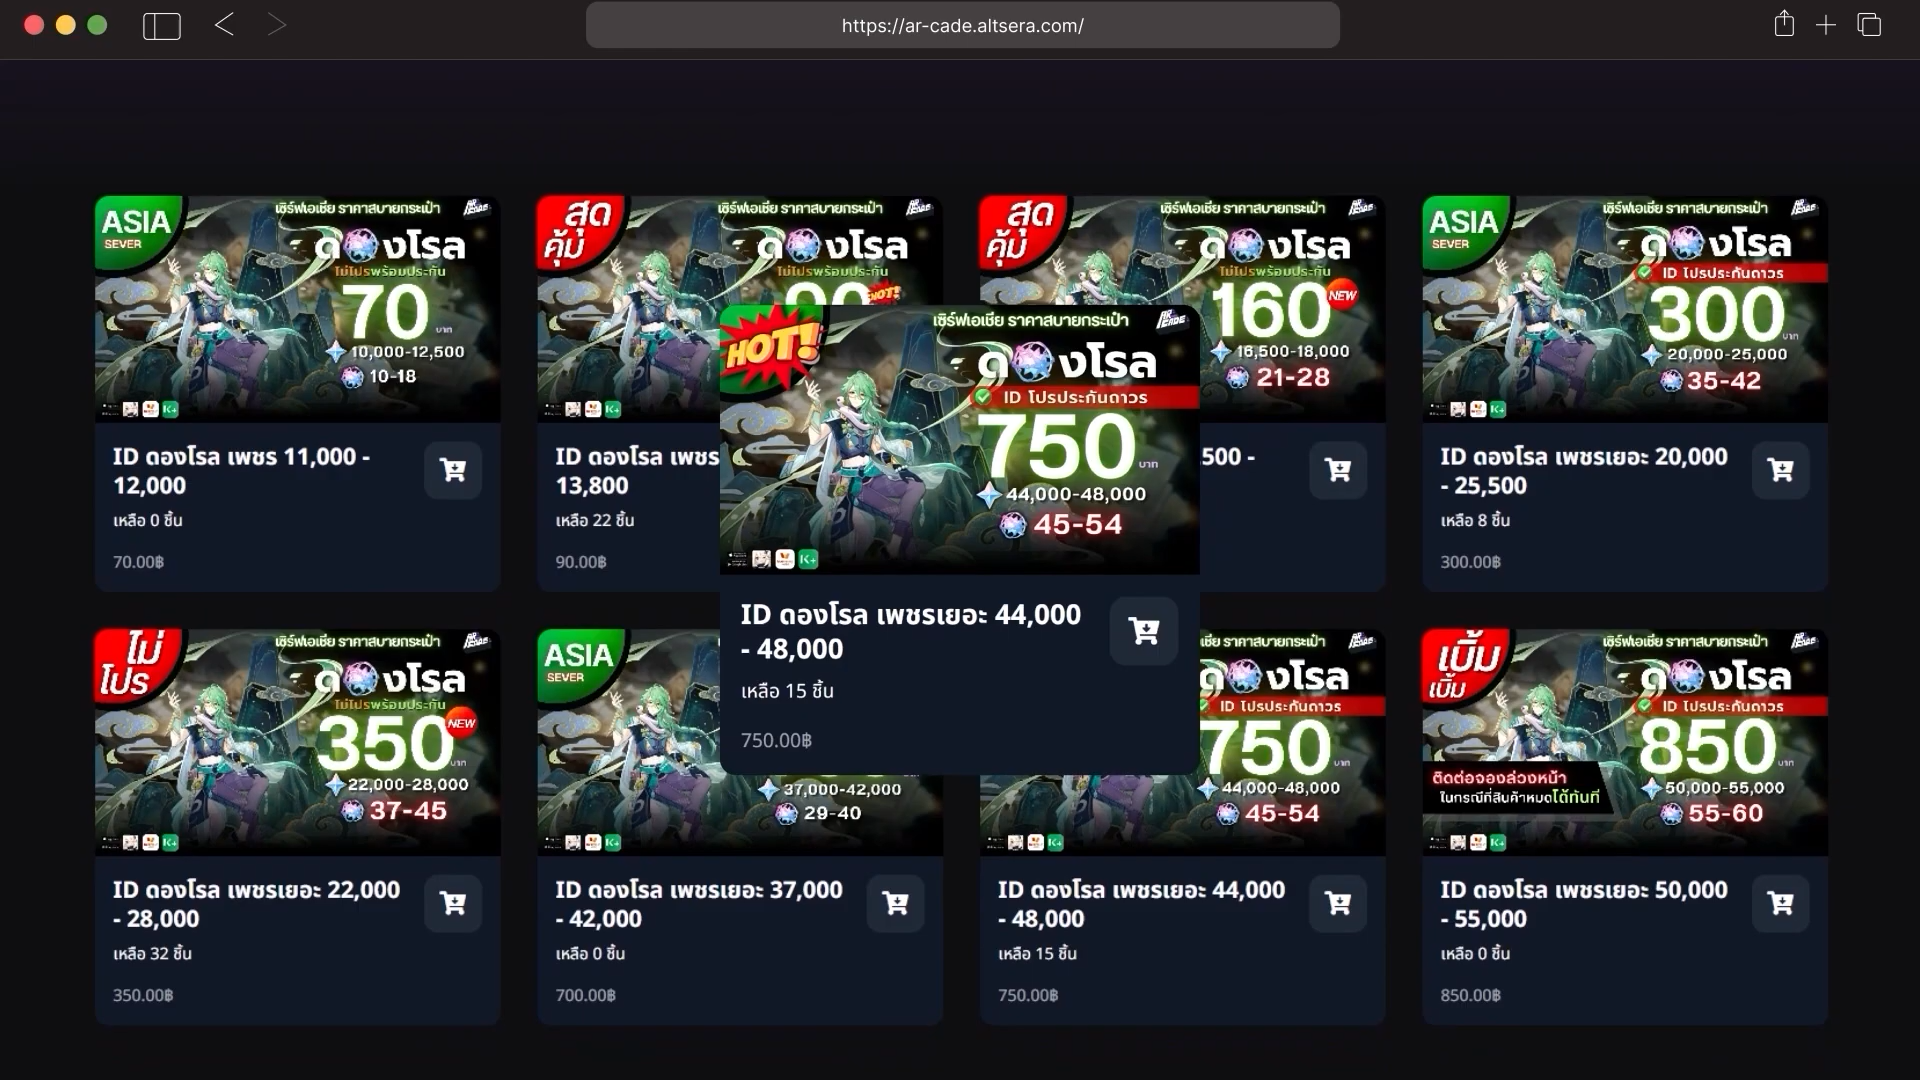 https://ar-cade.altsera.com/
ASIA
SEVER
เซิร์ฟเอเชีย ราคาสบายกระเป๋า
AR CADE
ดองโรล
ไม่โปรพร้อมประกัน
70
บาท
10,000-12,500
10-18
K+
ID ดองโรล เพชร 11,000 -
12,000
เหลือ 0 ชิ้น
70.00฿
สุด
คุ้ม
เซิร์ฟเอเชีย ราคาสบายกระเป๋า
AR CADE
ดองโรล
ไม่โปรพร้อมประกัน
90
HOT!
K+
ID ดองโรล เพชร
13,800
เหลือ 22 ชิ้น
90.00฿
สุด
คุ้ม
เซิร์ฟเอเชีย ราคาสบายกระเป๋า
AR CADE
ดองโรล
ไม่โปรพร้อมประกัน
160
NEW
16,500-18,000
21-28
500 -
ASIA
SEVER
เซิร์ฟเอเชีย ราคาสบายกระเป๋า
AR CADE
ดองโรล
ID โปรประกันถาวร
300
บาท
20,000-25,000
35-42
K+
ID ดองโรล เพชรเยอะ 20,000
- 25,500
เหลือ 8 ชิ้น
300.00฿
HOT!
เซิร์ฟเอเชีย ราคาสบายกระเป๋า
AR CADE
ดองโรล
ID โปรประกันถาวร
750
บาท
44,000-48,000
45-54
K+
ID ดองโรล เพชรเยอะ 44,000
- 48,000
เหลือ 15 ชิ้น
750.00฿
ไม่
โปร
เซิร์ฟเอเชีย ราคาสบายกระเป๋า
AR CADE
ดองโรล
ไม่โปรพร้อมประกัน
350
NEW
บาท
22,000-28,000
37-45
K+
ID ดองโรล เพชรเยอะ 22,000
- 28,000
เหลือ 32 ชิ้น
350.00฿
ASIA
SEVER
37,000-42,000
29-40
K+
ID ดองโรล เพชรเยอะ 37,000
- 42,000
เหลือ 0 ชิ้น
700.00฿
เชีย ราคาสบายกระเป๋า
AR CADE
ดองโรล
ID โปรประกันถาวร
750
บาท
44,000-48,000
45-54
K+
ID ดองโรล เพชรเยอะ 44,000
- 48,000
เหลือ 15 ชิ้น
750.00฿
เบิ้ม
เบิ้ม
เซิร์ฟเอเชีย ราคาสบายกระเป๋า
AR CADE
ดองโรล
ID โปรประกันถาวร
850
บาท
ติดต่อจองล่วงหน้า
ในกรณีที่สินค้าหมดได้ทันที
50,000-55,000
55-60
K+
ID ดองโรล เพชรเยอะ 50,000
- 55,000
เหลือ 0 ชิ้น
850.00฿